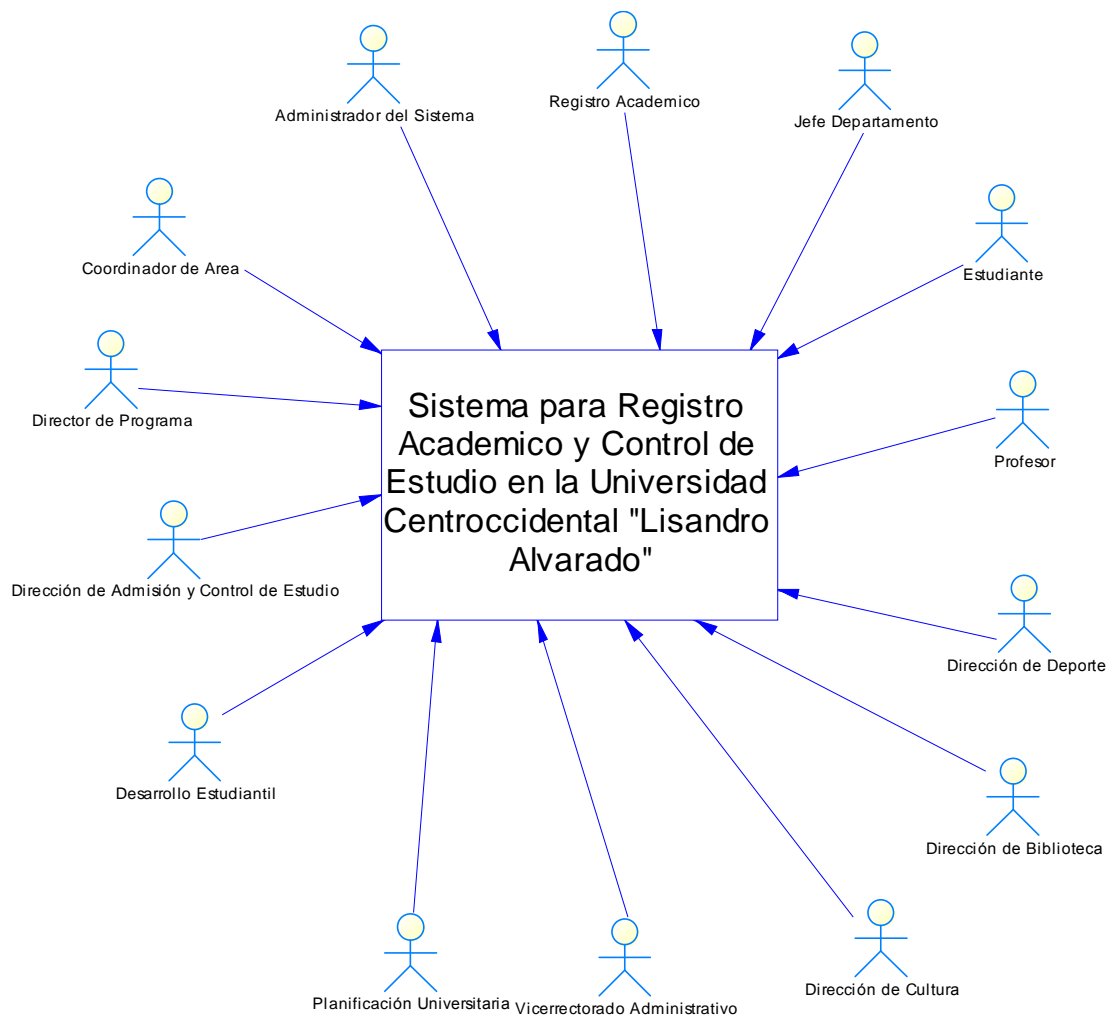 Administrador del Sistema
Registro Academico
Jefe Departamento
Coordinador de Area
Estudiante
Director de Programa
Sistema para Registro
Academico y Control de
Estudio en la Universidad
Centroccidental "Lisandro
Alvarado"
Profesor
Dirección de Admisión y Control de Estudio
Dirección de Deporte
Desarrollo Estudiantil
Dirección de Biblioteca
Planificación Universitaria
Vicerrectorado Administrativo
Dirección de Cultura